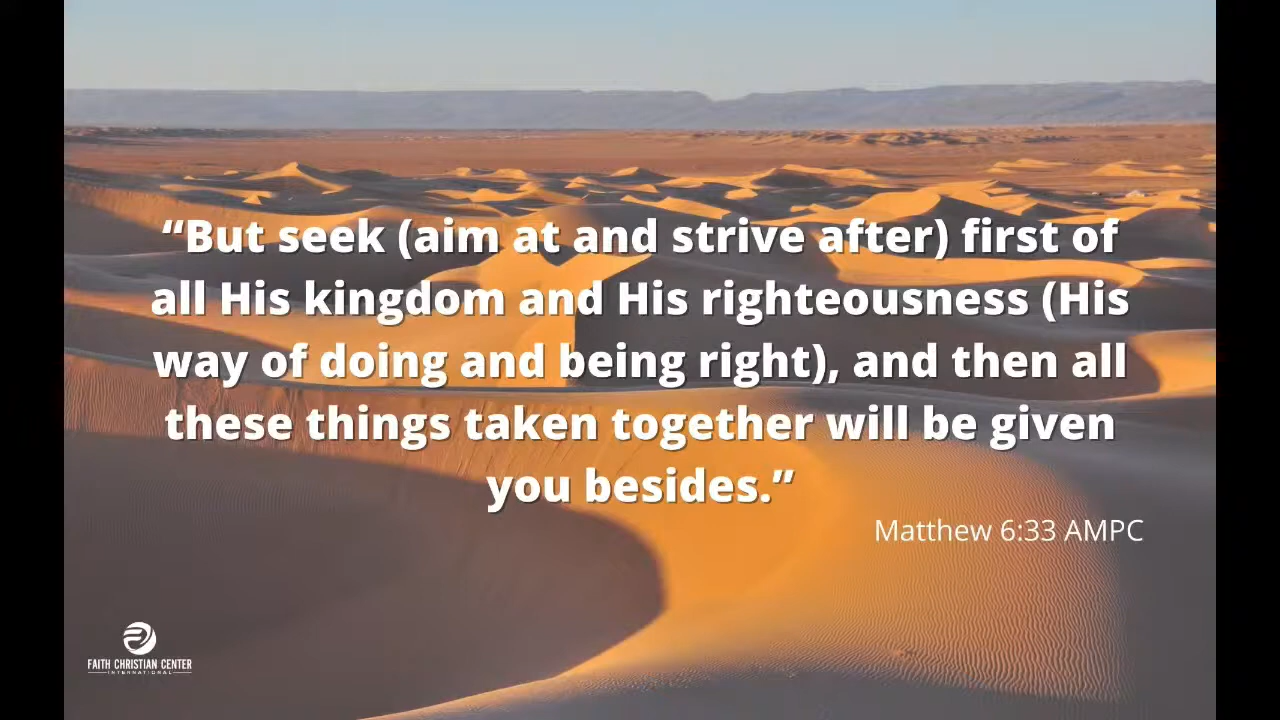 “But seek (aim at and strive after) first of
all His kingdom and His righteousness (His
way of doing and being right), and then all
these things taken together will be given
you besides.”
Matthew 6:33 AMPC
FAITH CHRISTIAN CENTER
INTERNATIONAL